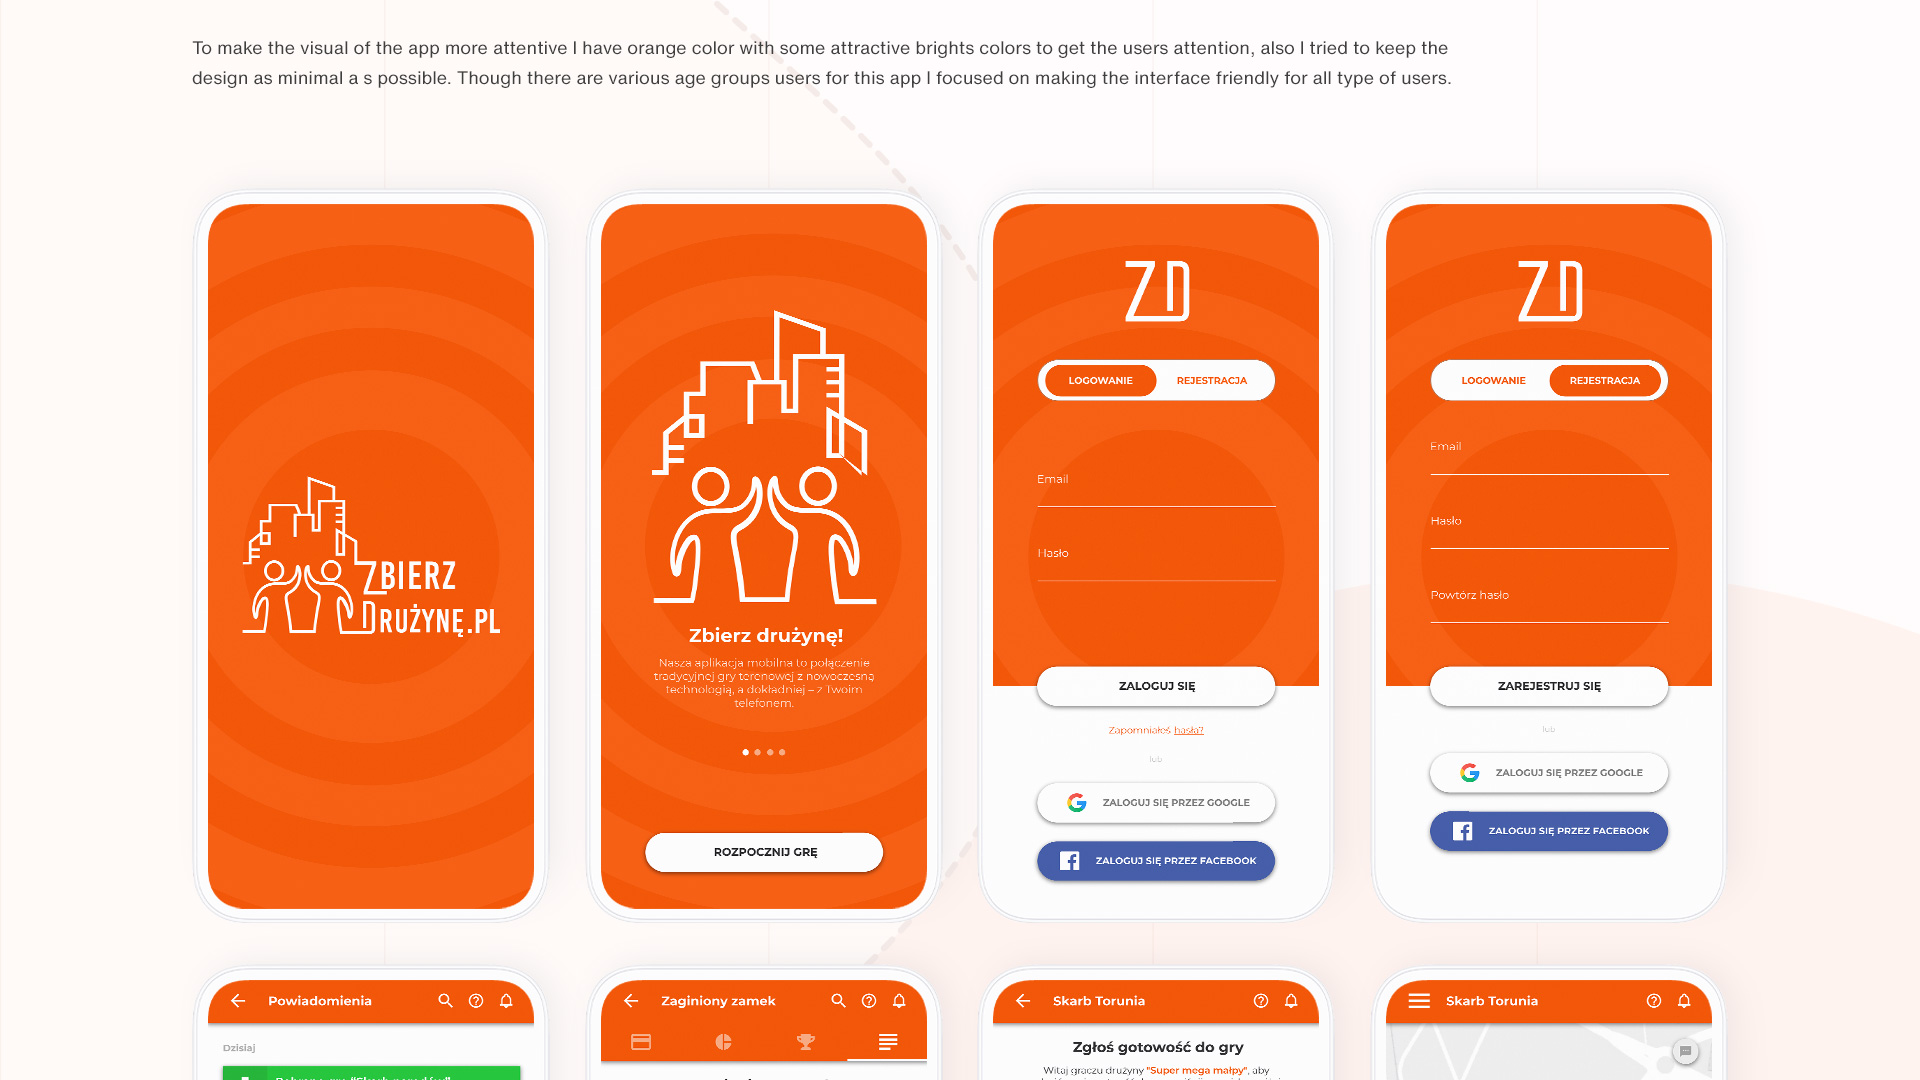 To make the visual of the app more attentive I have orange color with some attractive brights colors to get the users attention, also I tried to keep the
design as minimal a s possible. Though there are various age groups users for this app I focused on making the interface friendly for all type of users.
ZBIERZ
DRUŻYNĘ.PL
Zbierz drużynę!
Nasza aplikacja mobilna to połączenie
tradycyjnej gry terenowej z nowoczesną
technologią, a dokładniej – z Twoim
telefonem.
ROZPOCZNIJ GRĘ
ZD
LOGOWANIE
REJESTRACJA
Email
Hasło
ZALOGUJ SIĘ
Zapomniałeś hasła?
lub
ZALOGUJ SIĘ PRZEZ GOOGLE
ZALOGUJ SIĘ PRZEZ FACEBOOK
ZD
LOGOWANIE
REJESTRACJA
Email
Hasło
Powtórz hasło
ZAREJESTRUJ SIĘ
lub
ZALOGUJ SIĘ PRZEZ GOOGLE
ZALOGUJ SIĘ PRZEZ FACEBOOK
Powiadomienia
Dzisiaj
Zaginiony zamek
Skarb Torunia
Zgłoś gotowość do gry
Witaj graczu drużyny "Super mega małpy", aby
Skarb Torunia